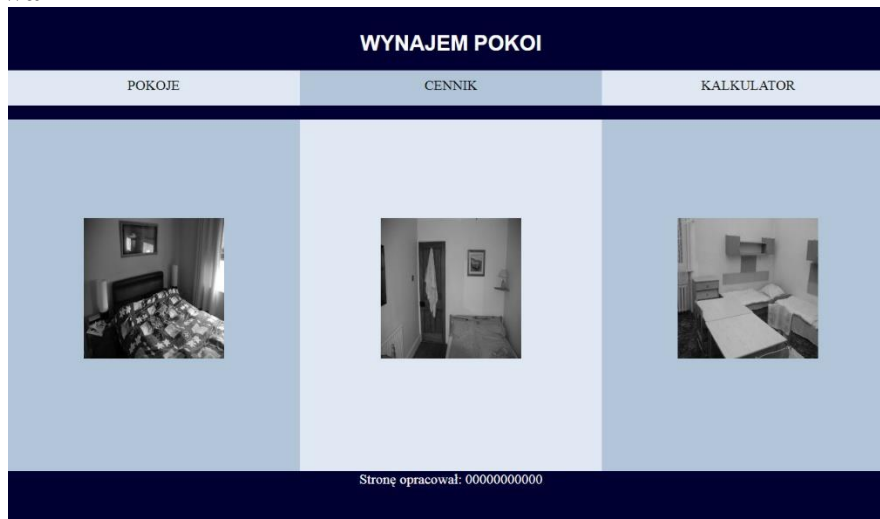 WYNAJEM POKOI
POKOJE
CENNIK
KALKULATOR
Stronę opracował: 00000000000